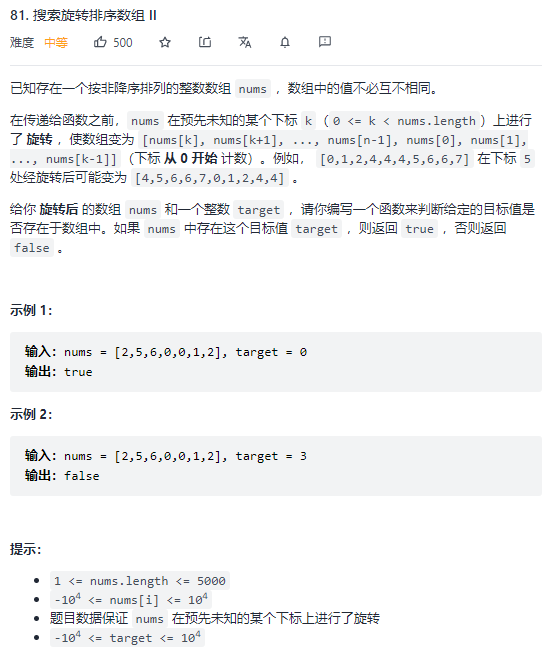 81. 搜索旋转排序数组 II
难度 中等 500
已知存在一个按非降序排列的整数数组 nums ，数组中的值不必互不相同。
在传递给函数之前，nums 在预先未知的某个下标 k（0 <= k < nums.length）上进行
了 旋转 ，使数组变为 [nums[k], nums[k+1], ..., nums[n-1], nums[0], nums[1],
..., nums[k-1]]（下标 从 0 开始 计数）。例如， [0,1,2,4,4,4,5,6,6,7] 在下标 5
处经旋转后可能变为 [4,5,6,6,7,0,1,2,4,4] 。
给你 旋转后 的数组 nums 和一个整数 target ，请你编写一个函数来判断给定的目标值是
否存在于数组中。如果 nums 中存在这个目标值 target ，则返回 true ，否则返回
false 。
示例 1：
输入：nums = [2,5,6,0,0,1,2], target = 0
输出：true
示例 2：
输入：nums = [2,5,6,0,0,1,2], target = 3
输出：false
提示：
1 <= nums.length <= 5000
-10⁴ <= nums[i] <= 10⁴
题目数据保证 nums 在预先未知的某个下标上进行了旋转
-10⁴ <= target <= 10⁴